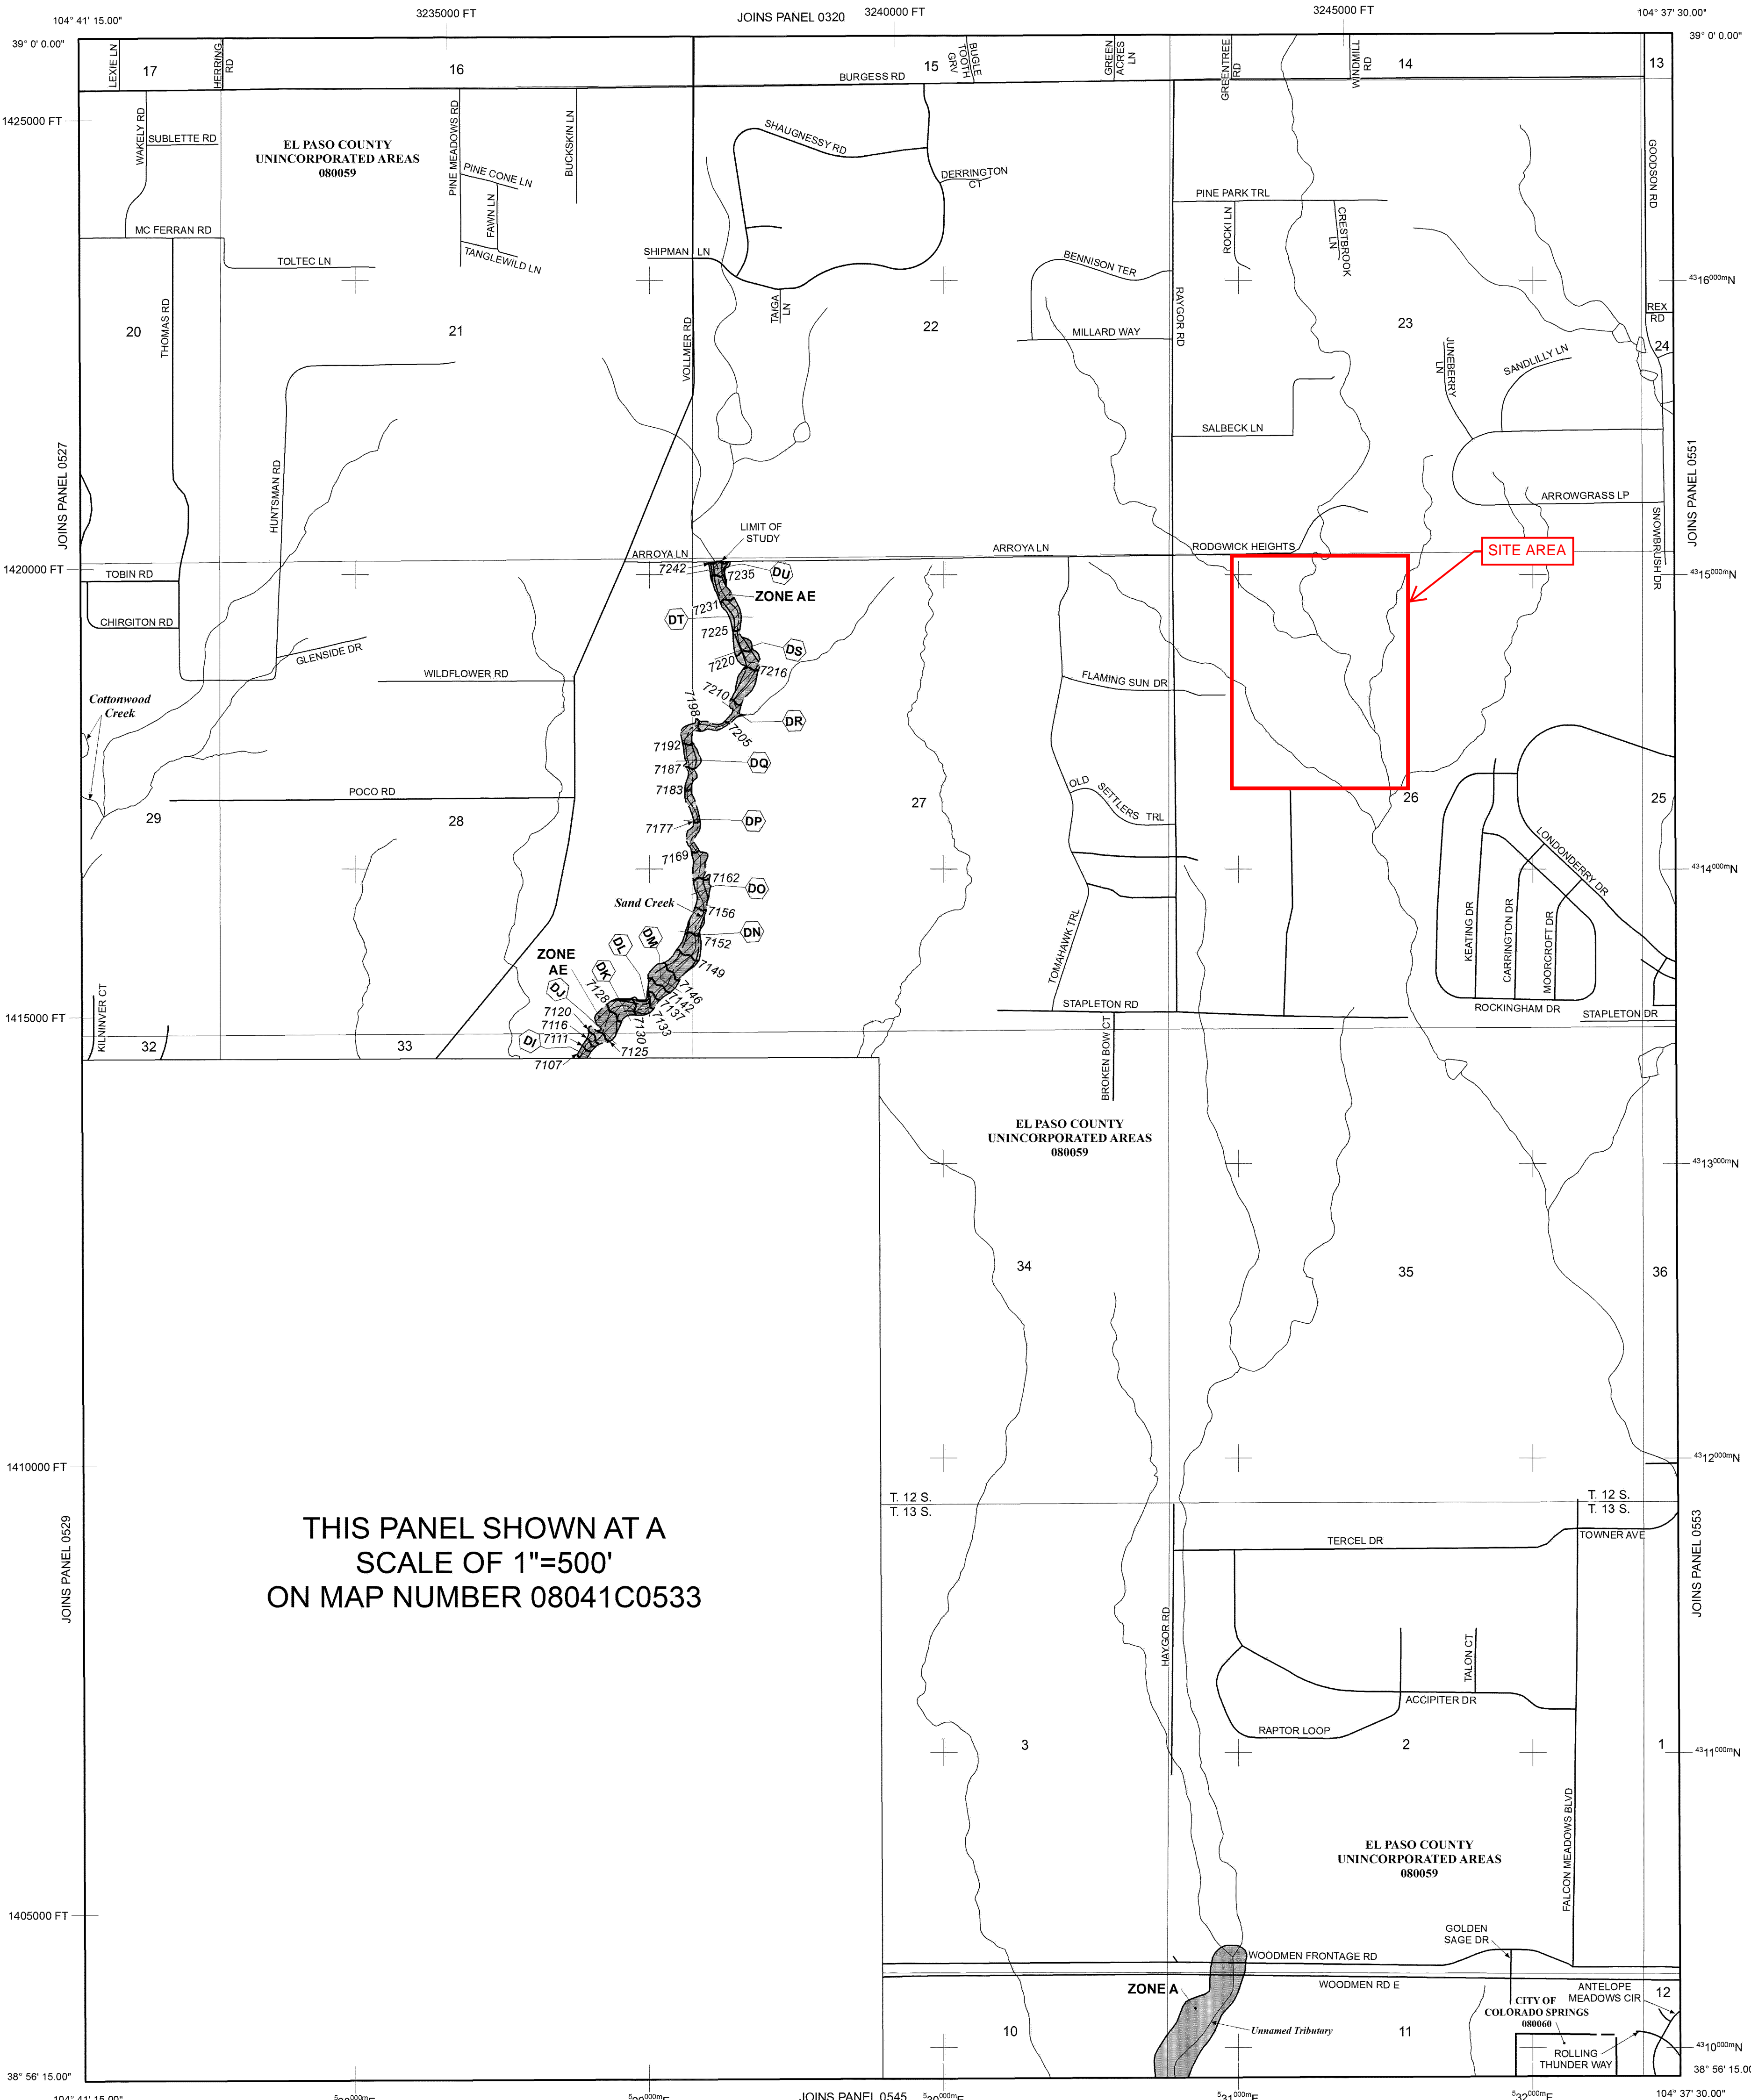 104° 41' 15.00"
3235000 FT
JOINS PANEL 0320
3240000 FT
3245000 FT
104° 37' 30.00"
39° 0' 0.00"
39° 0' 0.00"
LEXIE LN
17
HERRING
RD
16
15
BUGLE
TOOTH
GRV
GREEN
ACRES
LN
GREENTREE
RD
WINDMILL
RD
14
13
BURGESS RD
1425000 FT
WAKELY RD
SUBLETTE RD
EL PASO COUNTY
UNINCORPORATED AREAS
080059
PINE MEADOWS RD
PINE CONE LN
FAWN LN
TANGLEWILD LN
BUCKSKIN LN
SHAUGNESSY RD
DERRINGTON
CT
PINE PARK TRL
ROCKI LN
CRESTBROOK
LN
GOODSON RD
MC FERRAN RD
TOLTEC LN
SHIPMAN LN
TAIGA
LN
BENNISON TER
RAYGOR RD
MILLARD WAY
4316000mN
REX
RD
20
THOMAS RD
21
VOLLMER RD
22
23
24
JUNEBERRY
LN
SANDLILLY LN
SALBECK LN
ARROWGRASS LP
JOINS PANEL 0527
JOINS PANEL 0551
HUNTSMAN RD
LIMIT OF
STUDY
ARROYA LN
ARROYA LN
RODGWICK HEIGHTS
SITE AREA
SNOWBRUSH DR
1420000 FT
4315000mN
TOBIN RD
CHIRGITON RD
GLENSIDE DR
WILDFLOWER RD
7242
7235
DU
ZONE AE
7231
DT
7225
DS
7220
7216
7210
7198
DR
7205
7192
DQ
7187
7183
DP
7177
7169
7162
DO
Sand Creek
7156
DN
7152
7149
DM
DL
DK
DJ
ZONE
AE
7146
7142
7137
7133
7130
7128
7120
7116
7111
DI
7125
7107
Cottonwood
Creek
FLAMING SUN DR
OLD SETTLERS TRL
POCO RD
29
28
27
26
25
LONDONDERRY DR
4314000mN
KEATING DR
CARRINGTON DR
MOORCROFT DR
TOMAHAWK TRL
STAPLETON RD
ROCKINGHAM DR
STAPLETON DR
1415000 FT
KILNINVER CT
32
33
BROKEN BOW CT
EL PASO COUNTY
UNINCORPORATED AREAS
080059
4313000mN
34
35
36
1410000 FT
4312000mN
T. 12 S.
T. 13 S.
T. 12 S.
T. 13 S.
THIS PANEL SHOWN AT A
SCALE OF 1"=500'
ON MAP NUMBER 08041C0533
JOINS PANEL 0529
JOINS PANEL 0553
TOWNER AVE
TERCEL DR
HAYGOR RD
TALON CT
ACCIPITER DR
RAPTOR LOOP
3
2
1
4311000mN
EL PASO COUNTY
UNINCORPORATED AREAS
080059
FALCON MEADOWS BLVD
1405000 FT
GOLDEN
SAGE DR
WOODMEN FRONTAGE RD
WOODMEN RD E
ZONE A
Unnamed Tributary
ANTELOPE
MEADOWS CIR
12
CITY OF
COLORADO SPRINGS
080060
10
11
ROLLING
THUNDER WAY
4310000mN
38° 56' 15.00"
38° 56' 15.00"
104° 41' 15.00"
JOINS PANEL 0545
530000mE
531000mE
532000mE
104° 37' 30.00"